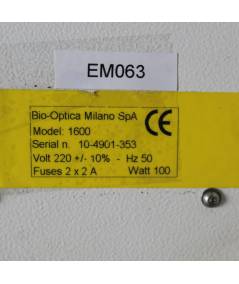 EM063
Bio-Optica Milano SpA CE
Model: 1600
Serial n. 10-4901-353
Volt 220 +/- 10% - Hz 50
Fuses 2 x 2 A Watt 100